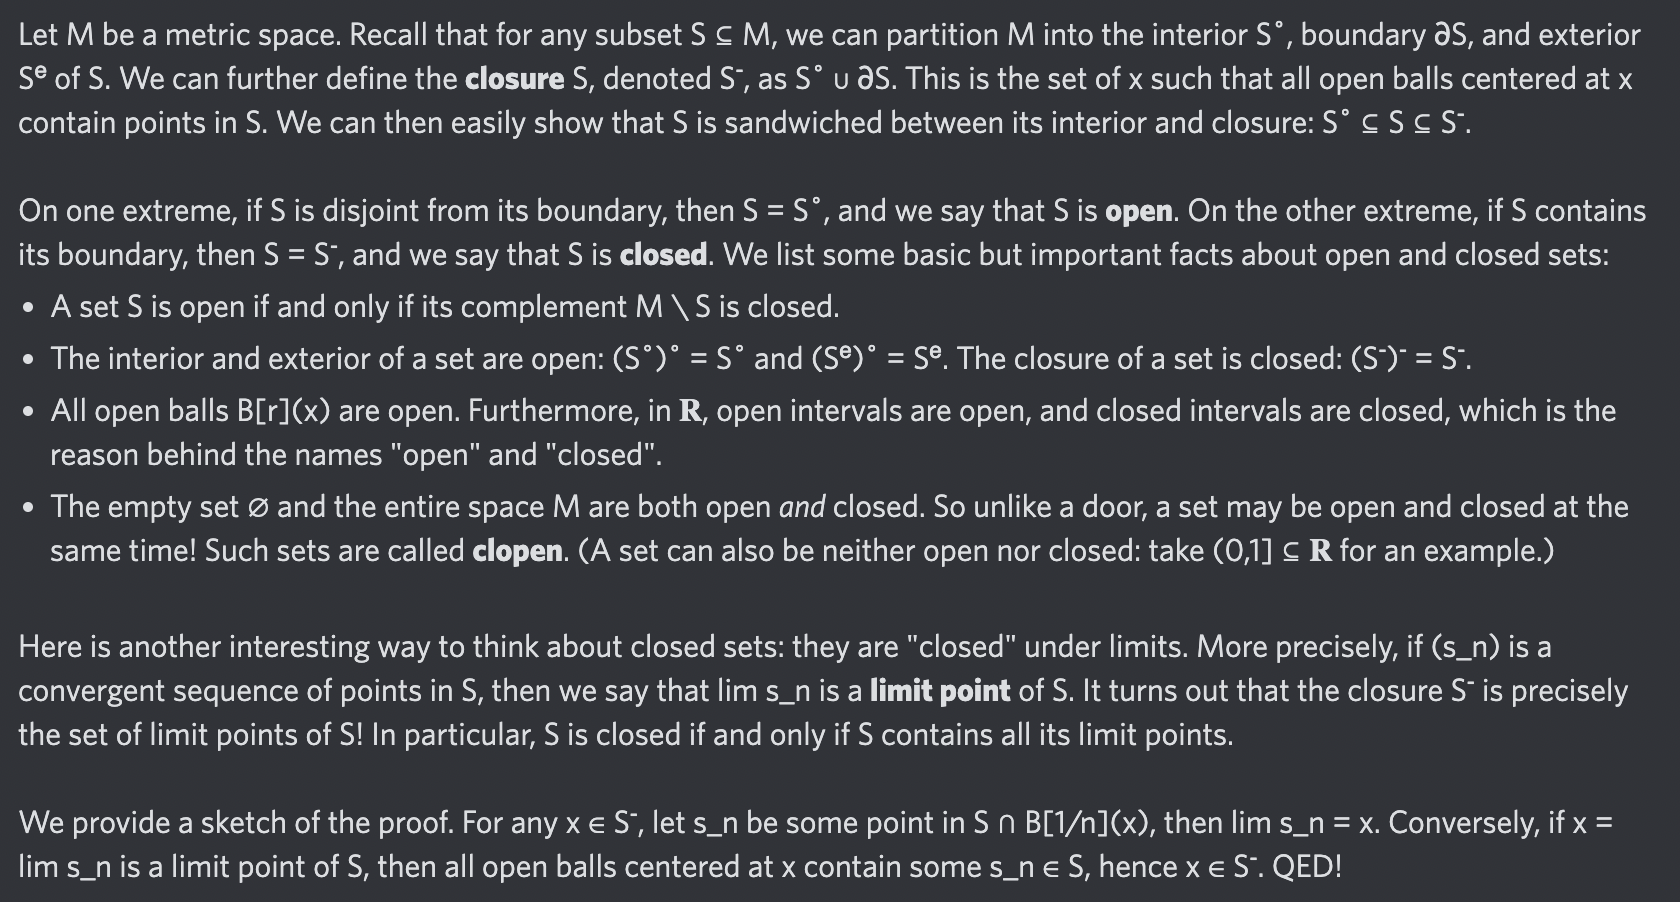 Let M be a metric space. Recall that for any subset S ⊆ M, we can partition M into the interior S˚, boundary ∂S, and exterior
Sᵉ of S. We can further define the closure S, denoted S⁻, as S˚ ∪ ∂S. This is the set of x such that all open balls centered at x
contain points in S. We can then easily show that S is sandwiched between its interior and closure: S˚ ⊆ S ⊆ S⁻.
On one extreme, if S is disjoint from its boundary, then S = S˚, and we say that S is open. On the other extreme, if S contains
its boundary, then S = S⁻, and we say that S is closed. We list some basic but important facts about open and closed sets:
• A set S is open if and only if its complement M \ S is closed.
• The interior and exterior of a set are open: (S˚)˚ = S˚ and (Sᵉ)˚ = Sᵉ. The closure of a set is closed: (S⁻)⁻ = S⁻.
• All open balls B[r](x) are open. Furthermore, in 𝐑, open intervals are open, and closed intervals are closed, which is the
reason behind the names "open" and "closed".
• The empty set ∅ and the entire space M are both open and closed. So unlike a door, a set may be open and closed at the
same time! Such sets are called clopen. (A set can also be neither open nor closed: take (0,1] ⊆ 𝐑 for an example.)
Here is another interesting way to think about closed sets: they are "closed" under limits. More precisely, if (s_n) is a
convergent sequence of points in S, then we say that lim s_n is a limit point of S. It turns out that the closure S⁻ is precisely
the set of limit points of S! In particular, S is closed if and only if S contains all its limit points.
We provide a sketch of the proof. For any x ∈ S⁻, let s_n be some point in S ∩ B[1/n](x), then lim s_n = x. Conversely, if x =
lim s_n is a limit point of S, then all open balls centered at x contain some s_n ∈ S, hence x ∈ S⁻. QED!